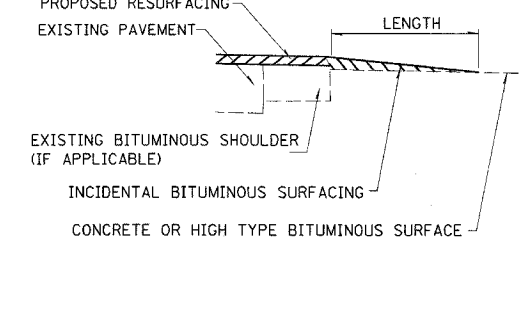 PROPOSED RESURFACING
EXISTING PAVEMENT
LENGTH
EXISTING BITUMINOUS SHOULDER
(IF APPLICABLE)
INCIDENTAL BITUMINOUS SURFACING
CONCRETE OR HIGH TYPE BITUMINOUS SURFACE